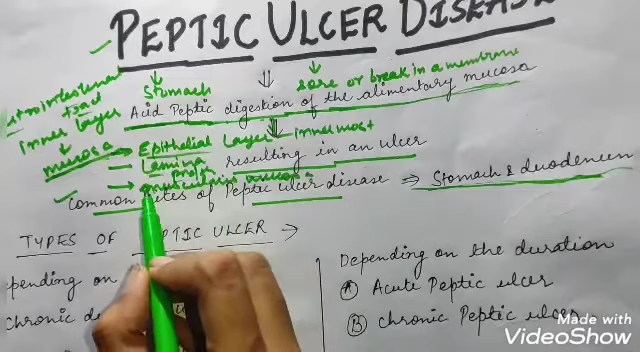 PEPTIC ULCER DISEASE
Stomach
sore or break in a membrane
tract
inner layer
Acid Peptic digestion of the alimentary mucosa
mucosa
Epithelial Layer innermost
Lamina
resulting in an ulcer
Common sites of Peptic ulcer disease ⇒ Stomach & duodenum
TYPES OF PEPTIC ULCER →
Depending on the duration
Ⓐ Acute Peptic ulcer
Ⓑ Chronic Peptic ulcer
Made with
VideoShow